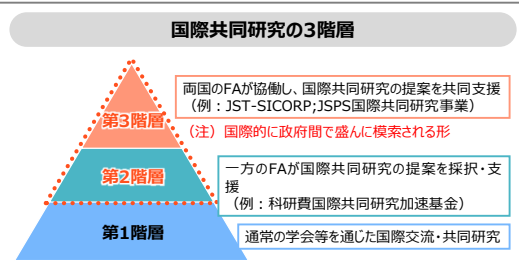 国際共同研究の3階層
両国のFAが協働し、国際共同研究の提案を共同支援
（例：JST-SICORP;JSPS国際共同研究事業）
第3階層
（注）国際的に政府間で盛んに模索される形
一方のFAが国際共同研究の提案を採択・支
援
（例：科研費国際共同研究加速基金）
第2階層
第1階層
通常の学会等を通じた国際交流・共同研究